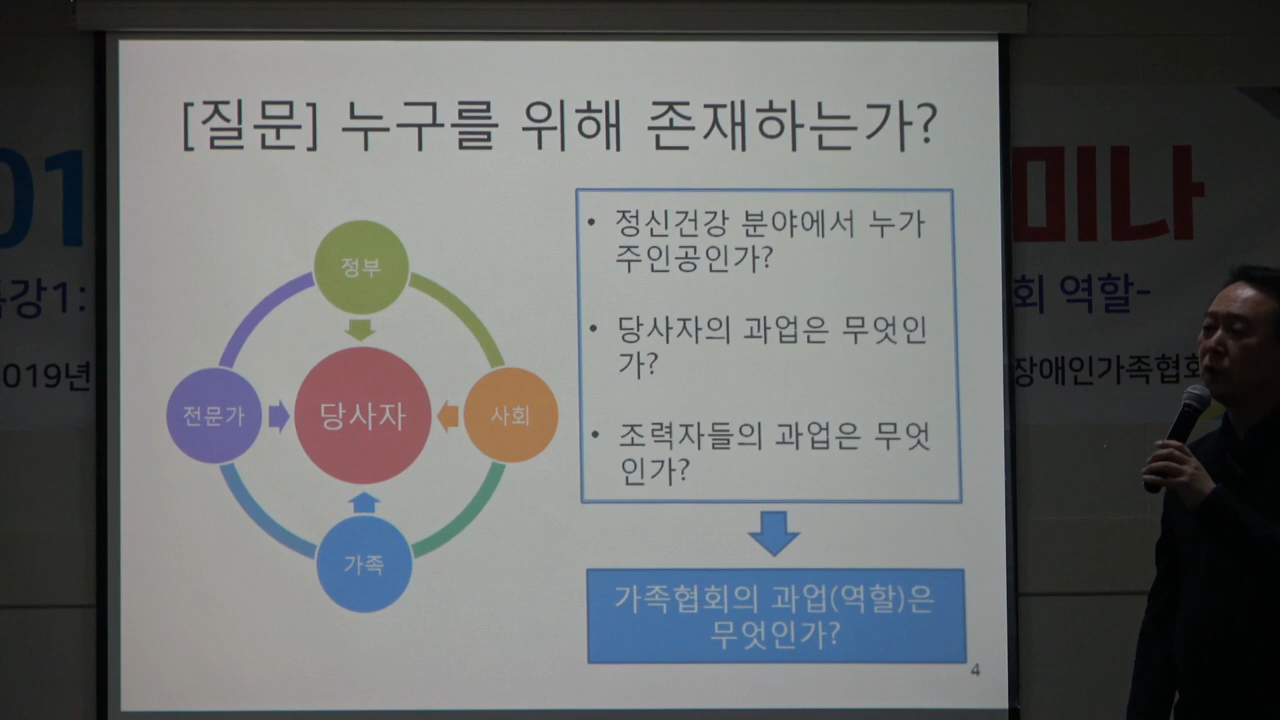 [질문] 누구를 위해 존재하는가?
정부
전문가
당사자
사회
가족
• 정신건강 분야에서 누가
주인공인가?
• 당사자의 과업은 무엇인
가?
• 조력자들의 과업은 무엇
인가?
가족협회의 과업(역할)은
무엇인가?
4
01
미나
특강1:
회 역할-
2019년
장애인가족협회